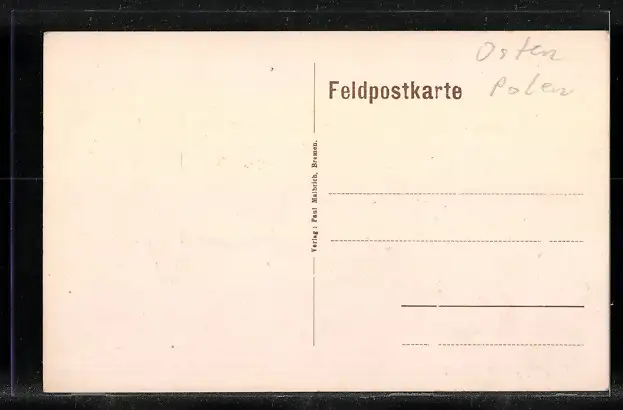 Osten
Polen
Feldpostkarte
Verlag: Paul Malbrich, Bremen.